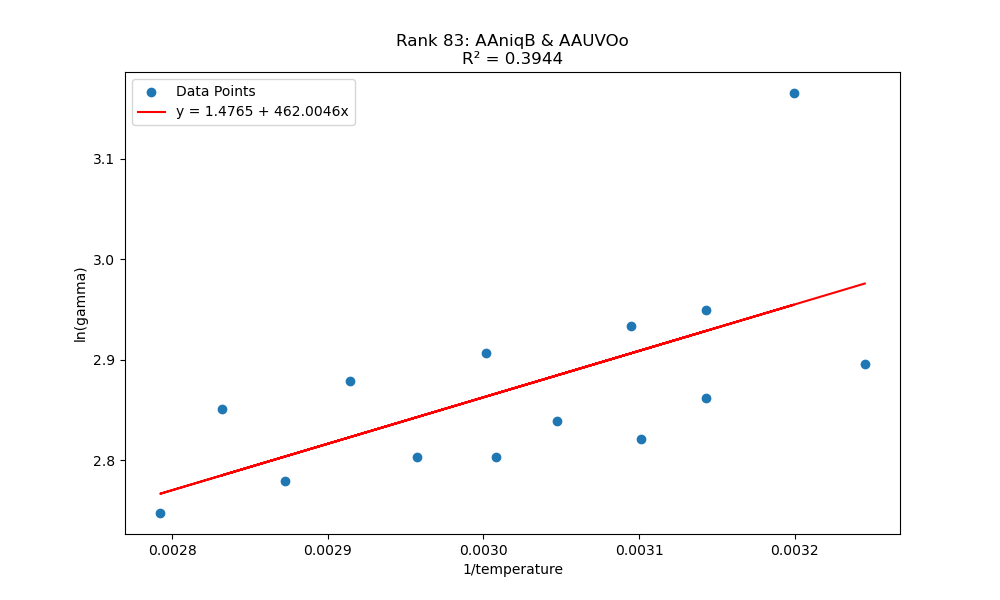 Rank 83: AAniqB & AAUVOo
R² = 0.3944
Data Points
y = 1.4765 + 462.0046x
3.1
3.0
2.9
2.8
ln(gamma)
0.0028 0.0029 0.0030 0.0031 0.0032
1/temperature